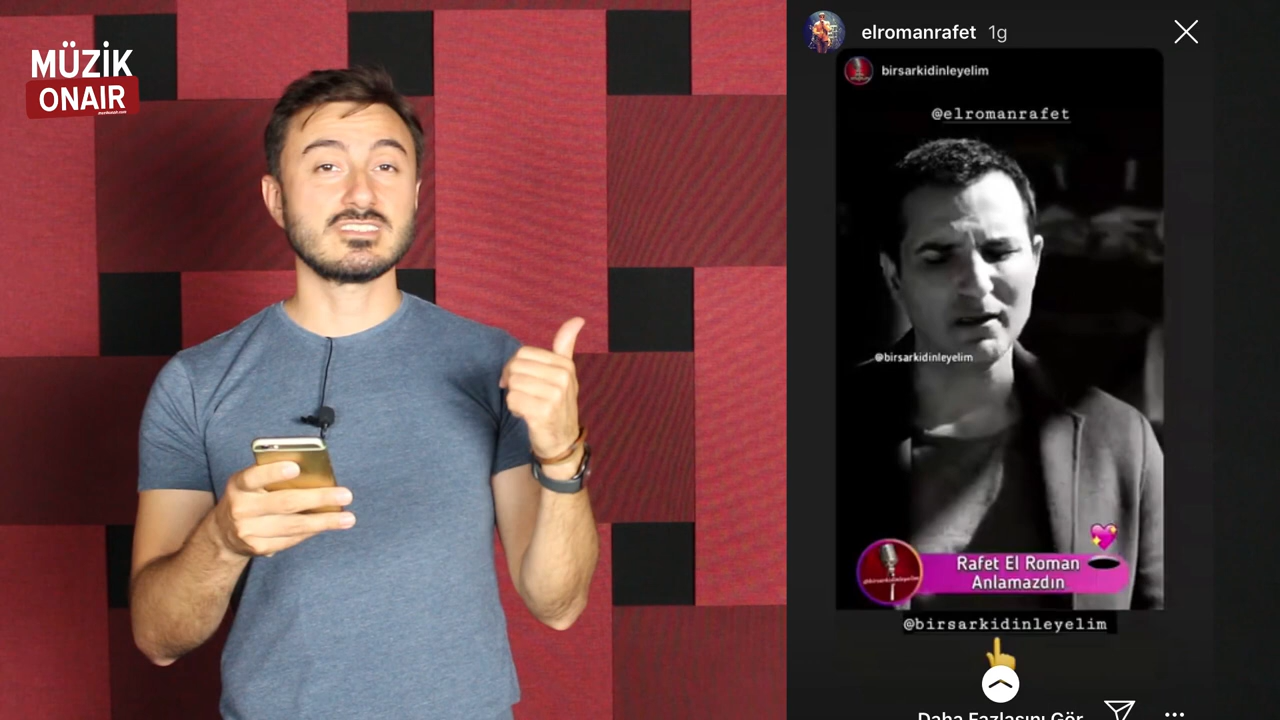 MÜZİK
ONAIR
elromanrafet 1g
birsarkidinleyelim
@elromanrafet
@birsarkidinleyelim
Rafet El Roman
Anlamazdın
@birsarkidinleyelim
Daha Fazlasını Gör